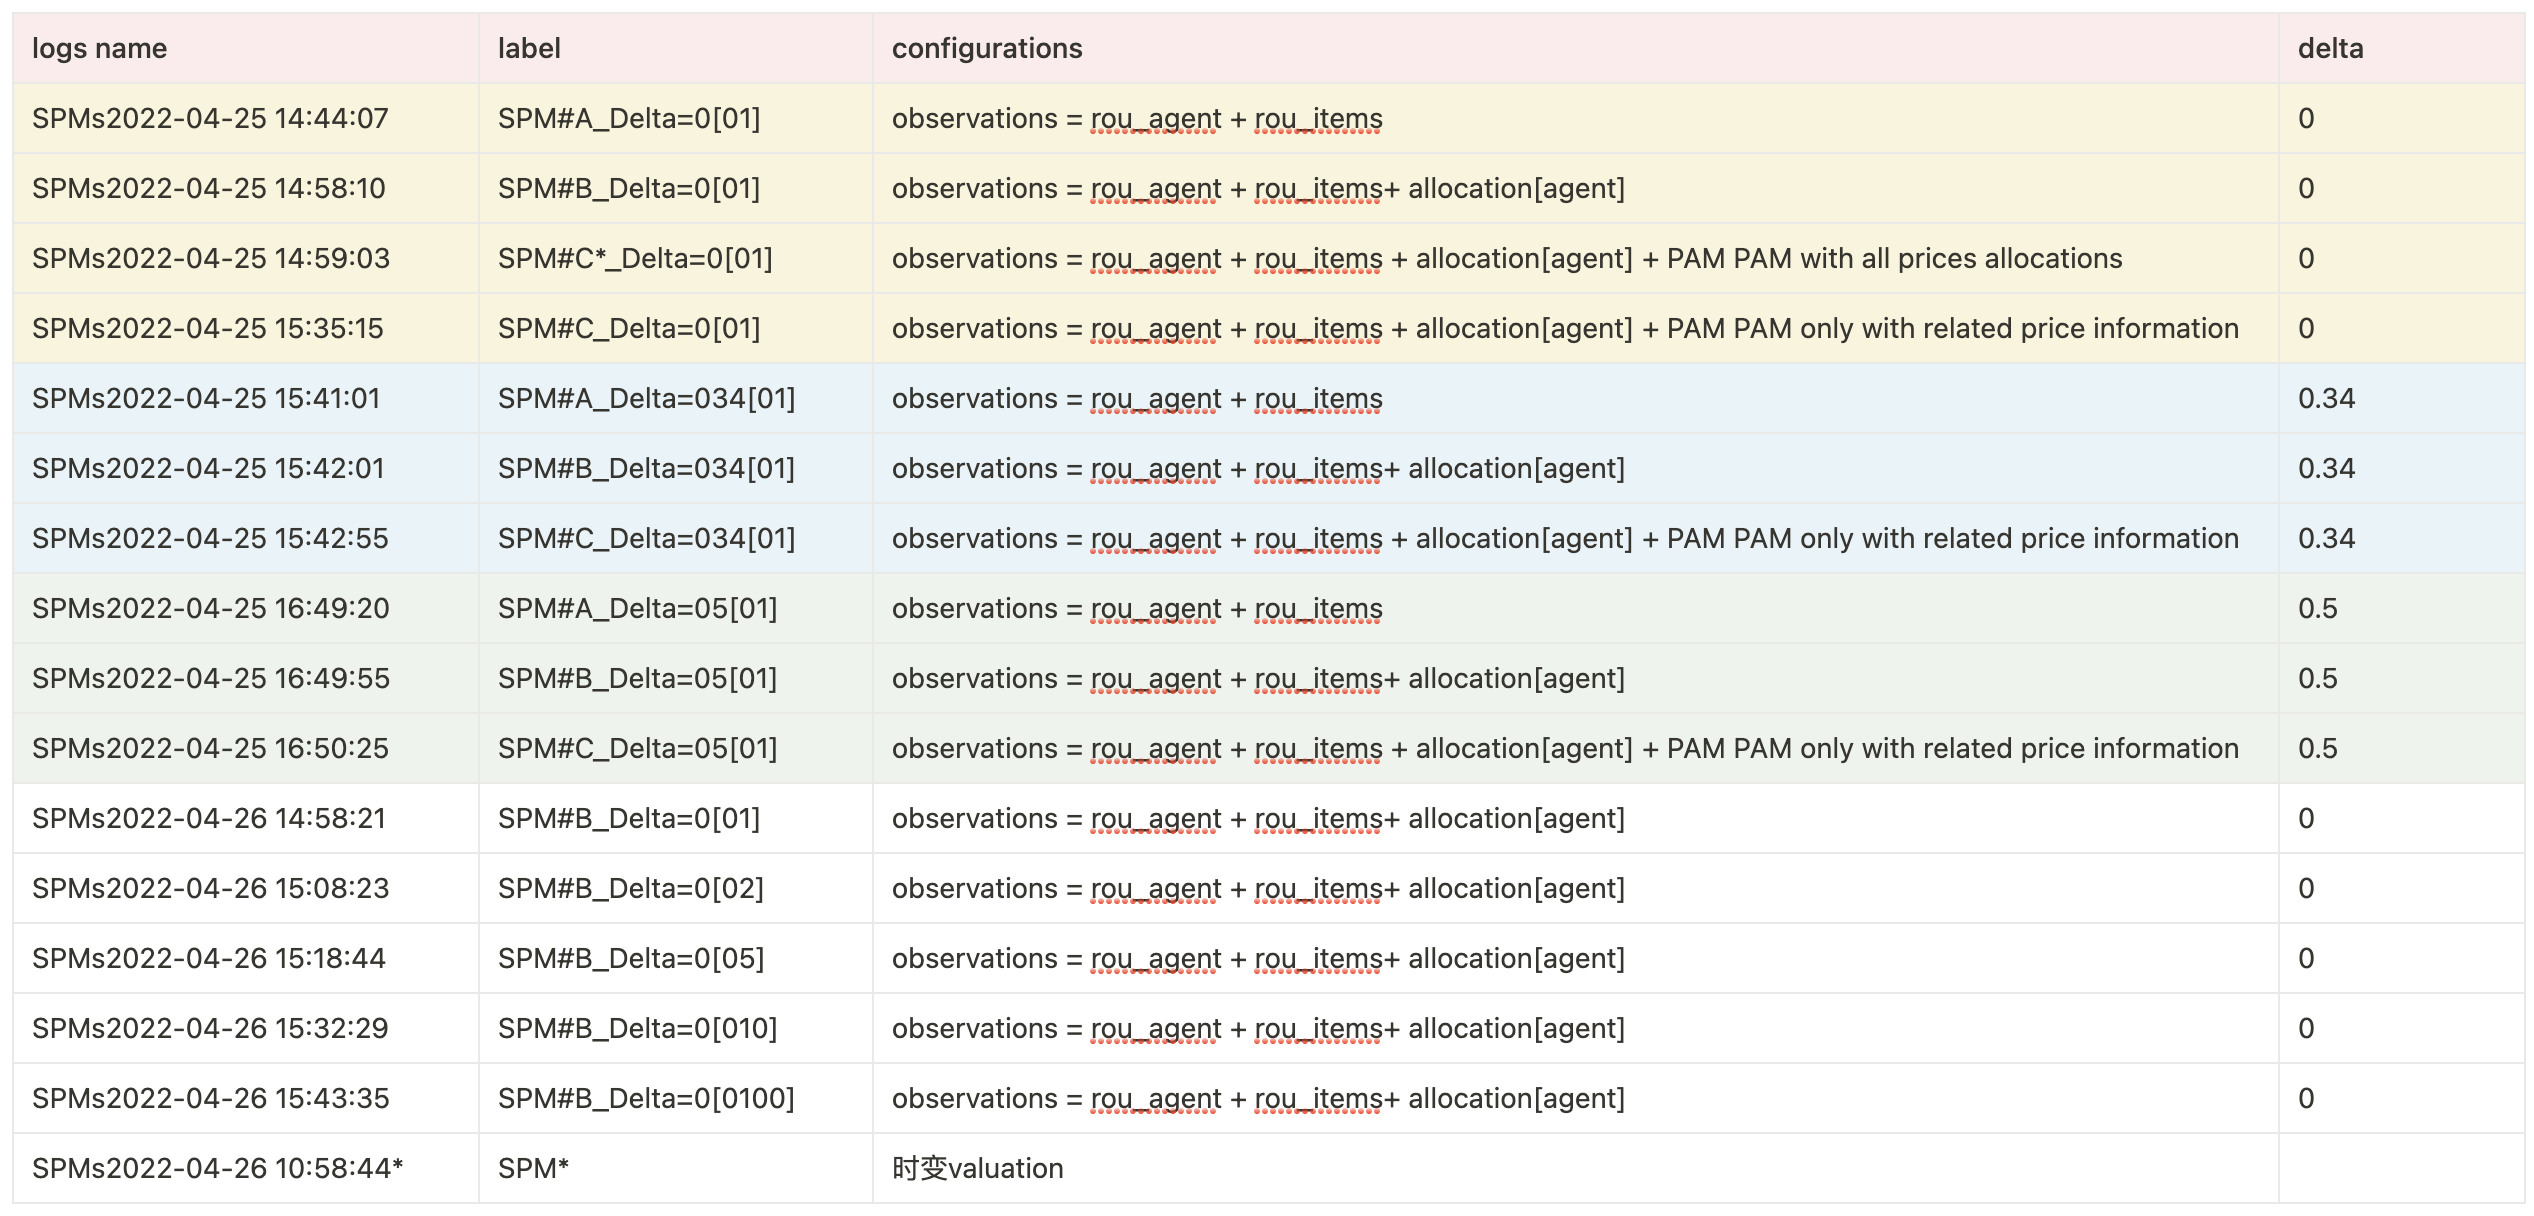 logs name label configurations delta
SPMs2022-04-25 14:44:07 SPM#A_Delta=0[01] observations = rou_agent + rou_items 0
SPMs2022-04-25 14:58:10 SPM#B_Delta=0[01] observations = rou_agent + rou_items+ allocation[agent] 0
SPMs2022-04-25 14:59:03 SPM#C*_Delta=0[01] observations = rou_agent + rou_items + allocation[agent] + PAM PAM with all prices allocations 0
SPMs2022-04-25 15:35:15 SPM#C_Delta=0[01] observations = rou_agent + rou_items + allocation[agent] + PAM PAM only with related price information 0
SPMs2022-04-25 15:41:01 SPM#A_Delta=034[01] observations = rou_agent + rou_items 0.34
SPMs2022-04-25 15:42:01 SPM#B_Delta=034[01] observations = rou_agent + rou_items+ allocation[agent] 0.34
SPMs2022-04-25 15:42:55 SPM#C_Delta=034[01] observations = rou_agent + rou_items + allocation[agent] + PAM PAM only with related price information 0.34
SPMs2022-04-25 16:49:20 SPM#A_Delta=05[01] observations = rou_agent + rou_items 0.5
SPMs2022-04-25 16:49:55 SPM#B_Delta=05[01] observations = rou_agent + rou_items+ allocation[agent] 0.5
SPMs2022-04-25 16:50:25 SPM#C_Delta=05[01] observations = rou_agent + rou_items + allocation[agent] + PAM PAM only with related price information 0.5
SPMs2022-04-26 14:58:21 SPM#B_Delta=0[01] observations = rou_agent + rou_items+ allocation[agent] 0
SPMs2022-04-26 15:08:23 SPM#B_Delta=0[02] observations = rou_agent + rou_items+ allocation[agent] 0
SPMs2022-04-26 15:18:44 SPM#B_Delta=0[05] observations = rou_agent + rou_items+ allocation[agent] 0
SPMs2022-04-26 15:32:29 SPM#B_Delta=0[010] observations = rou_agent + rou_items+ allocation[agent] 0
SPMs2022-04-26 15:43:35 SPM#B_Delta=0[0100] observations = rou_agent + rou_items+ allocation[agent] 0
SPMs2022-04-26 10:58:44* SPM* 时变valuation